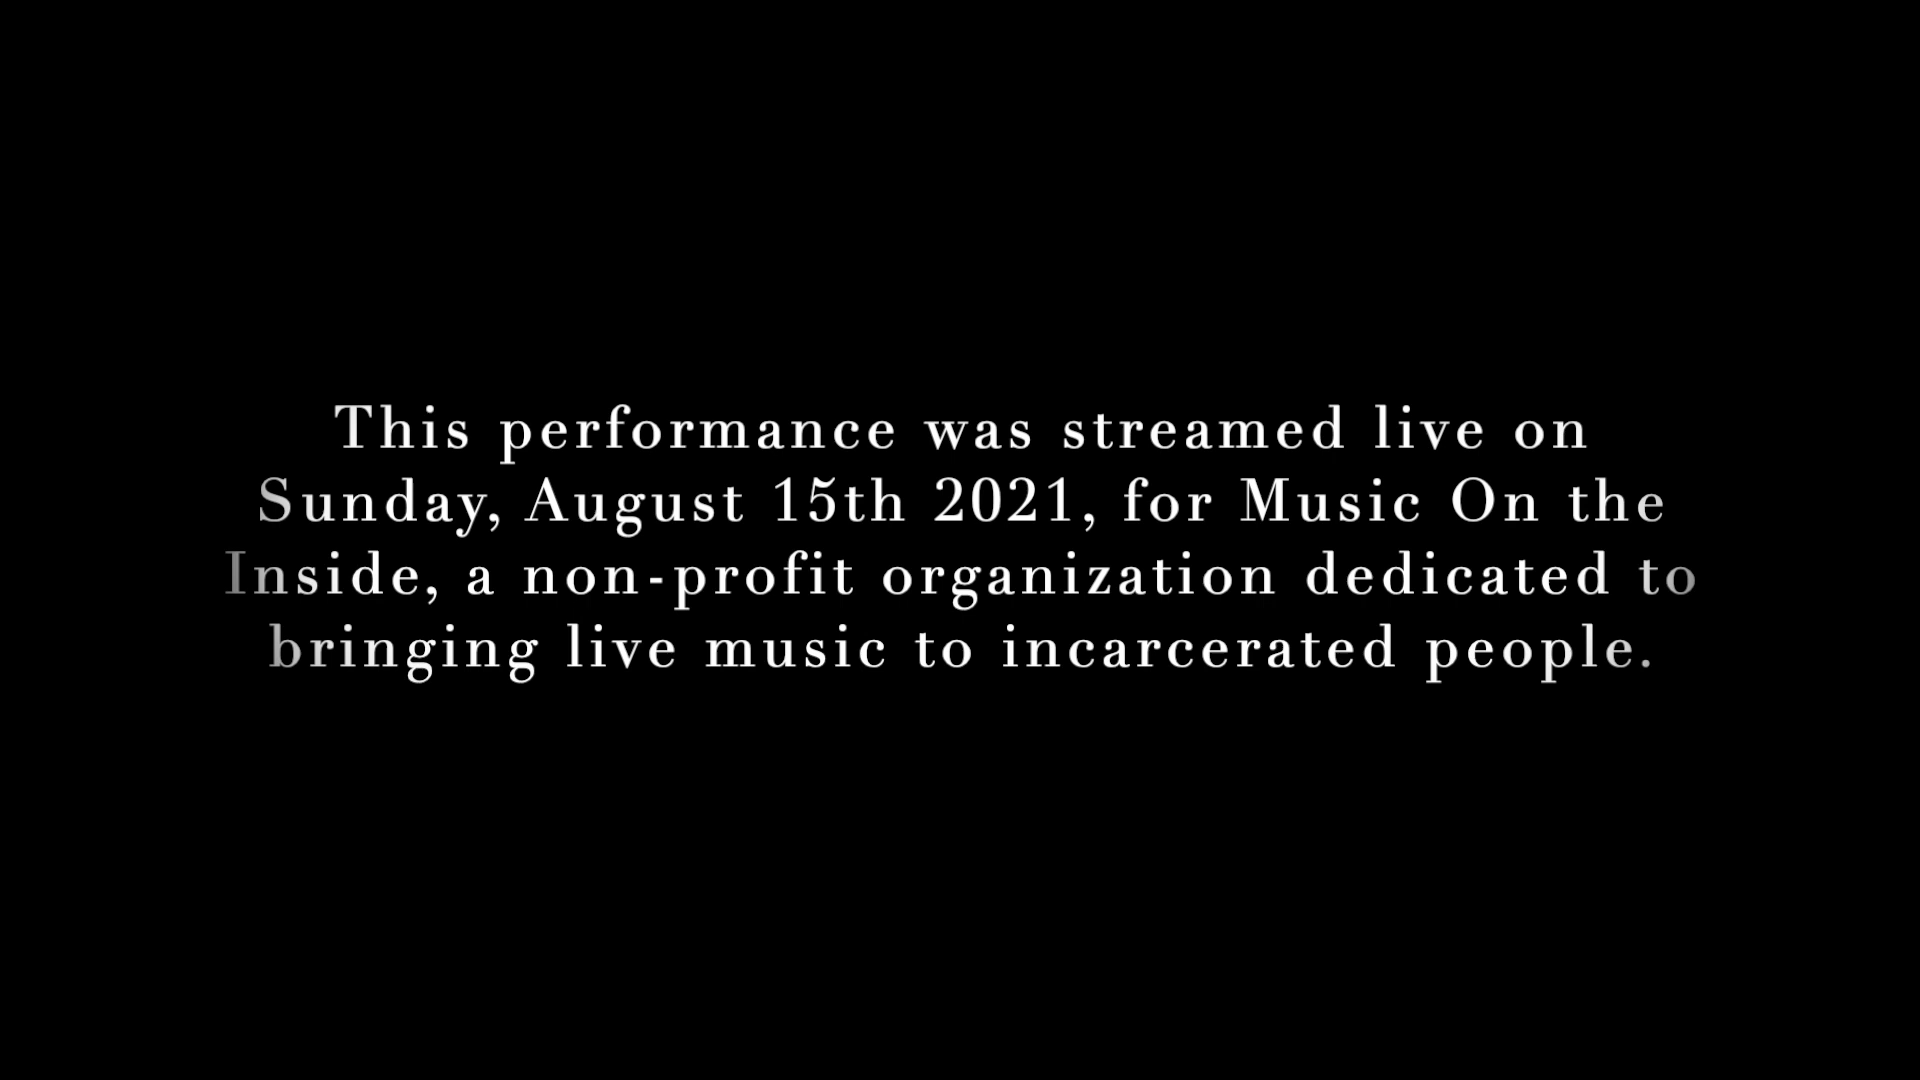 This performance was streamed live on
Sunday, August 15th 2021, for Music On the
Inside, a non-profit organization dedicated to
bringing live music to incarcerated people.